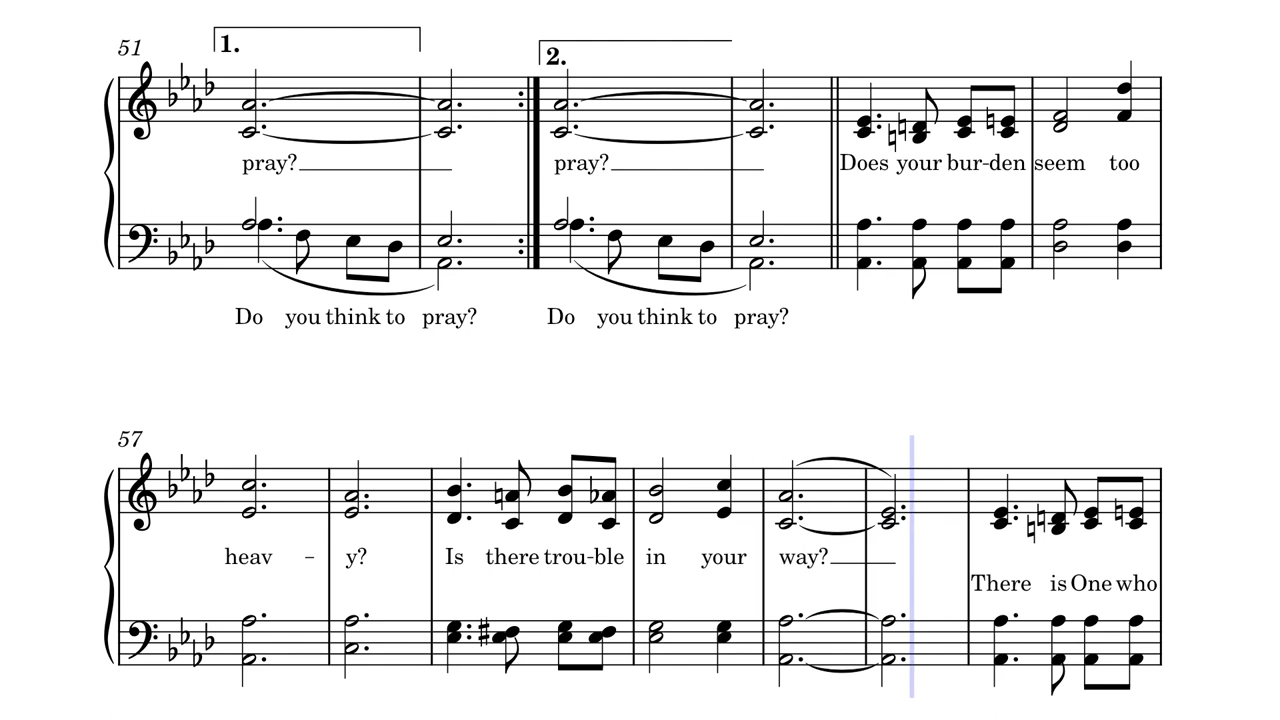 51
1. 2.
pray? pray? Does your bur-den seem too
Do you think to pray? Do you think to pray?
57
heav - y? Is there trou-ble in your way?
There is One who